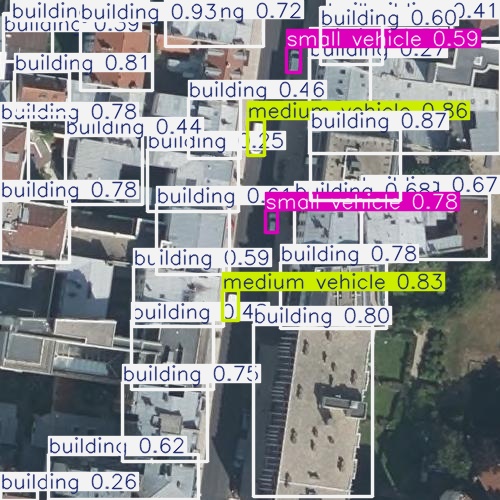 building 0.93
0.72
building 0.60
0.41
building 0.59
small vehicle 0.59
building 0.27
building 0.81
building 0.46
building 0.78
medium vehicle 0.86
building 0.87
building 0.44
building 0.25
building 0.78
building 0.61
building 0.68
0.67
small vehicle 0.78
building 0.59
building 0.78
medium vehicle 0.83
building 0.80
building 0.75
building 0.62
building 0.26